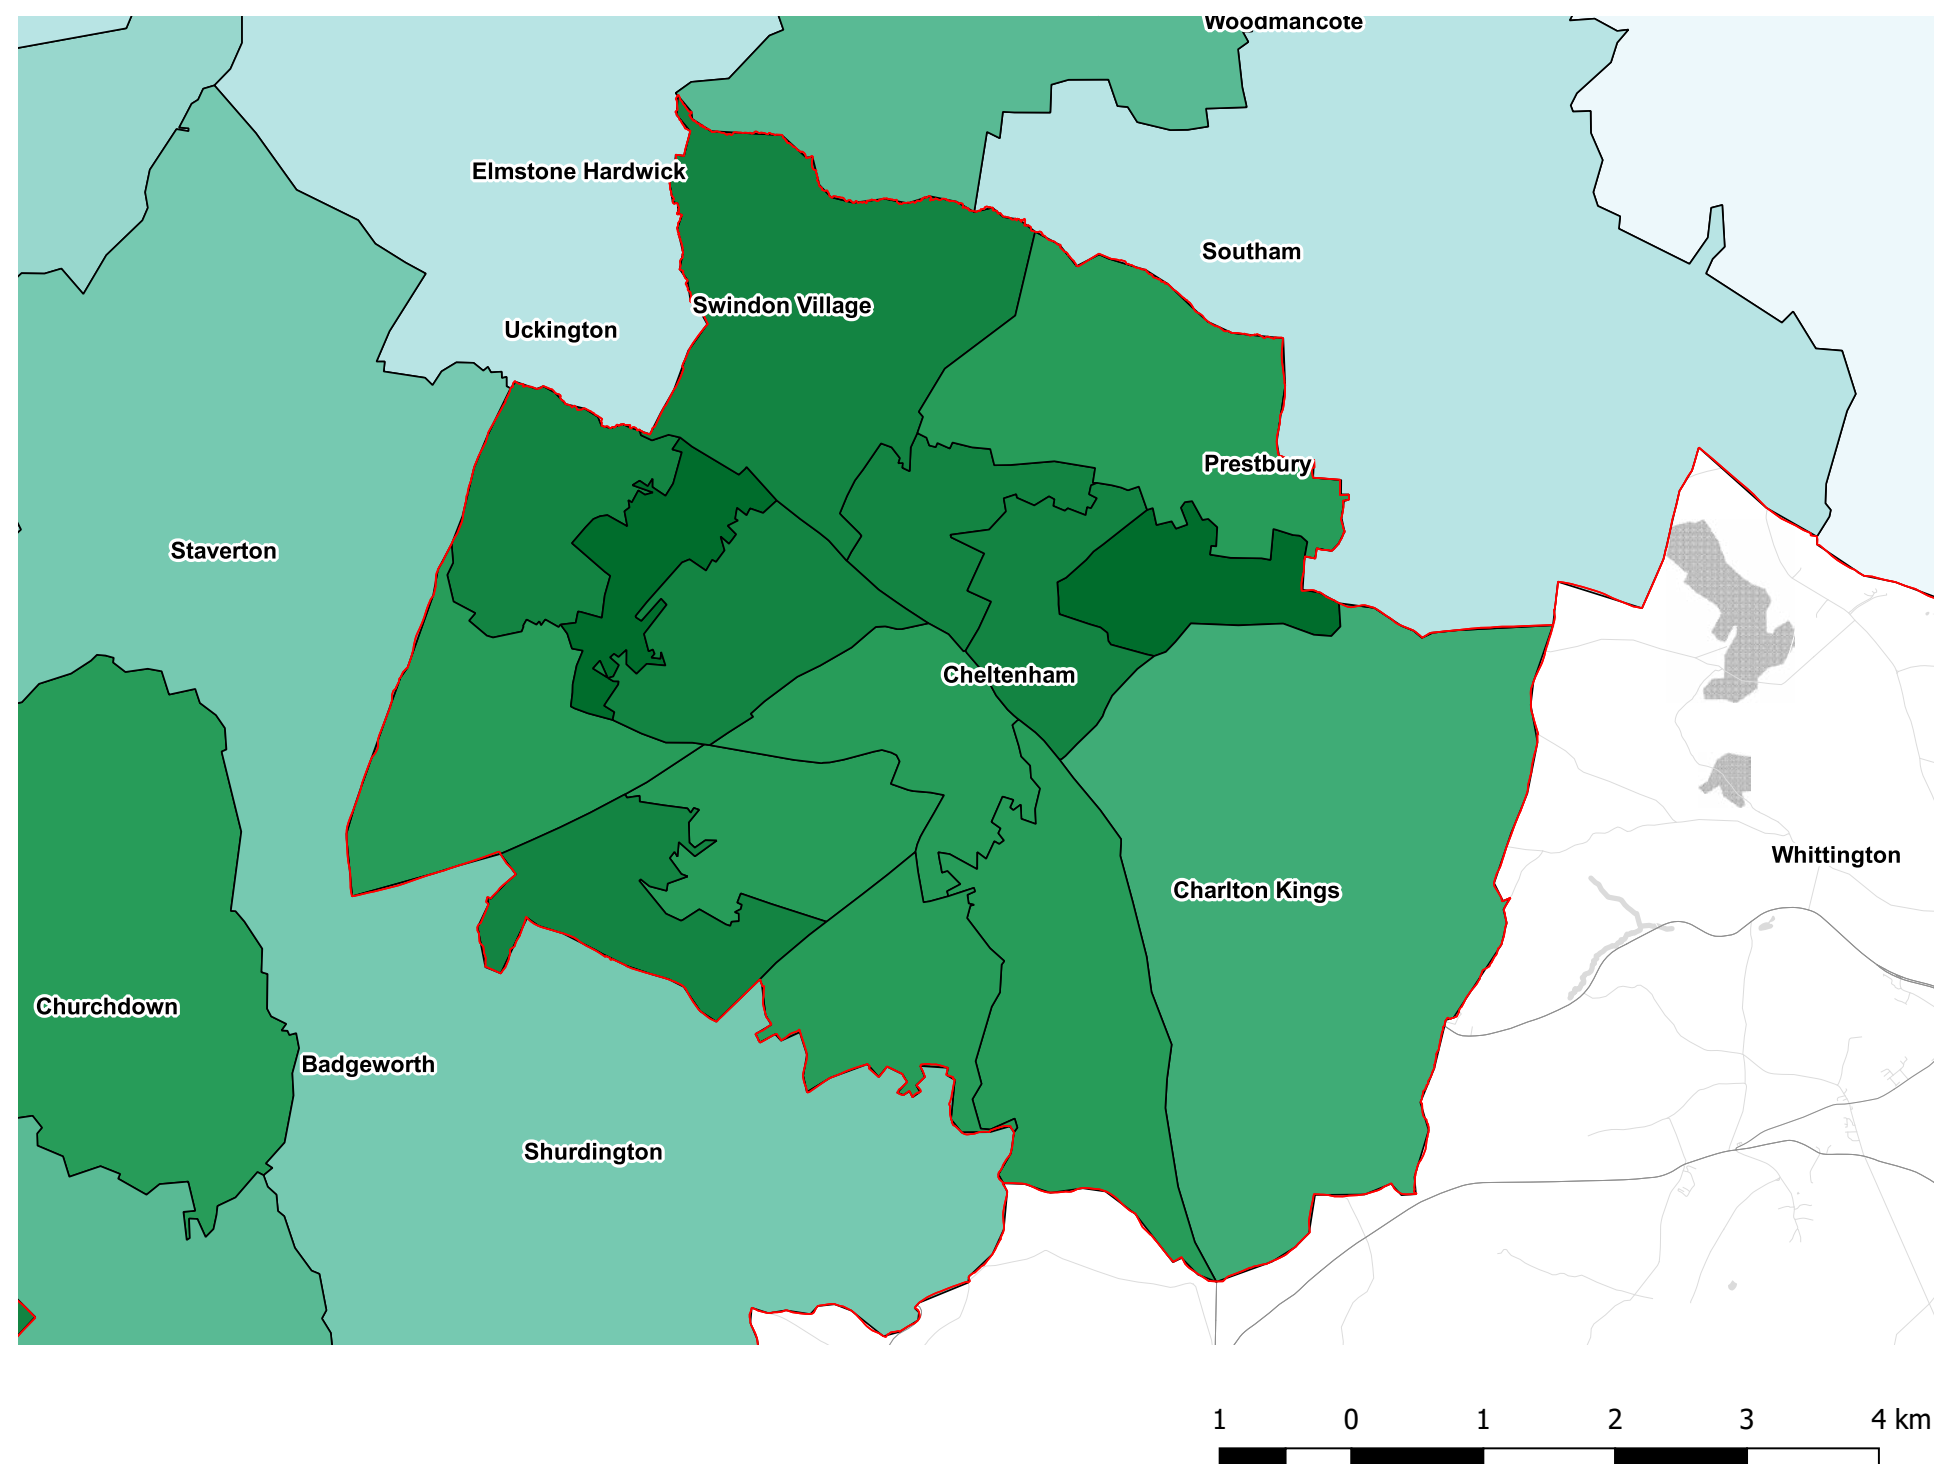 Woodmancote
Elmstone Hardwick
Southam
Swindon Village
Uckington
Prestbury
Staverton
Cheltenham
Whittington
Charlton Kings
Churchdown
Badgeworth
Shurdington
1 0 1 2 3 4 km